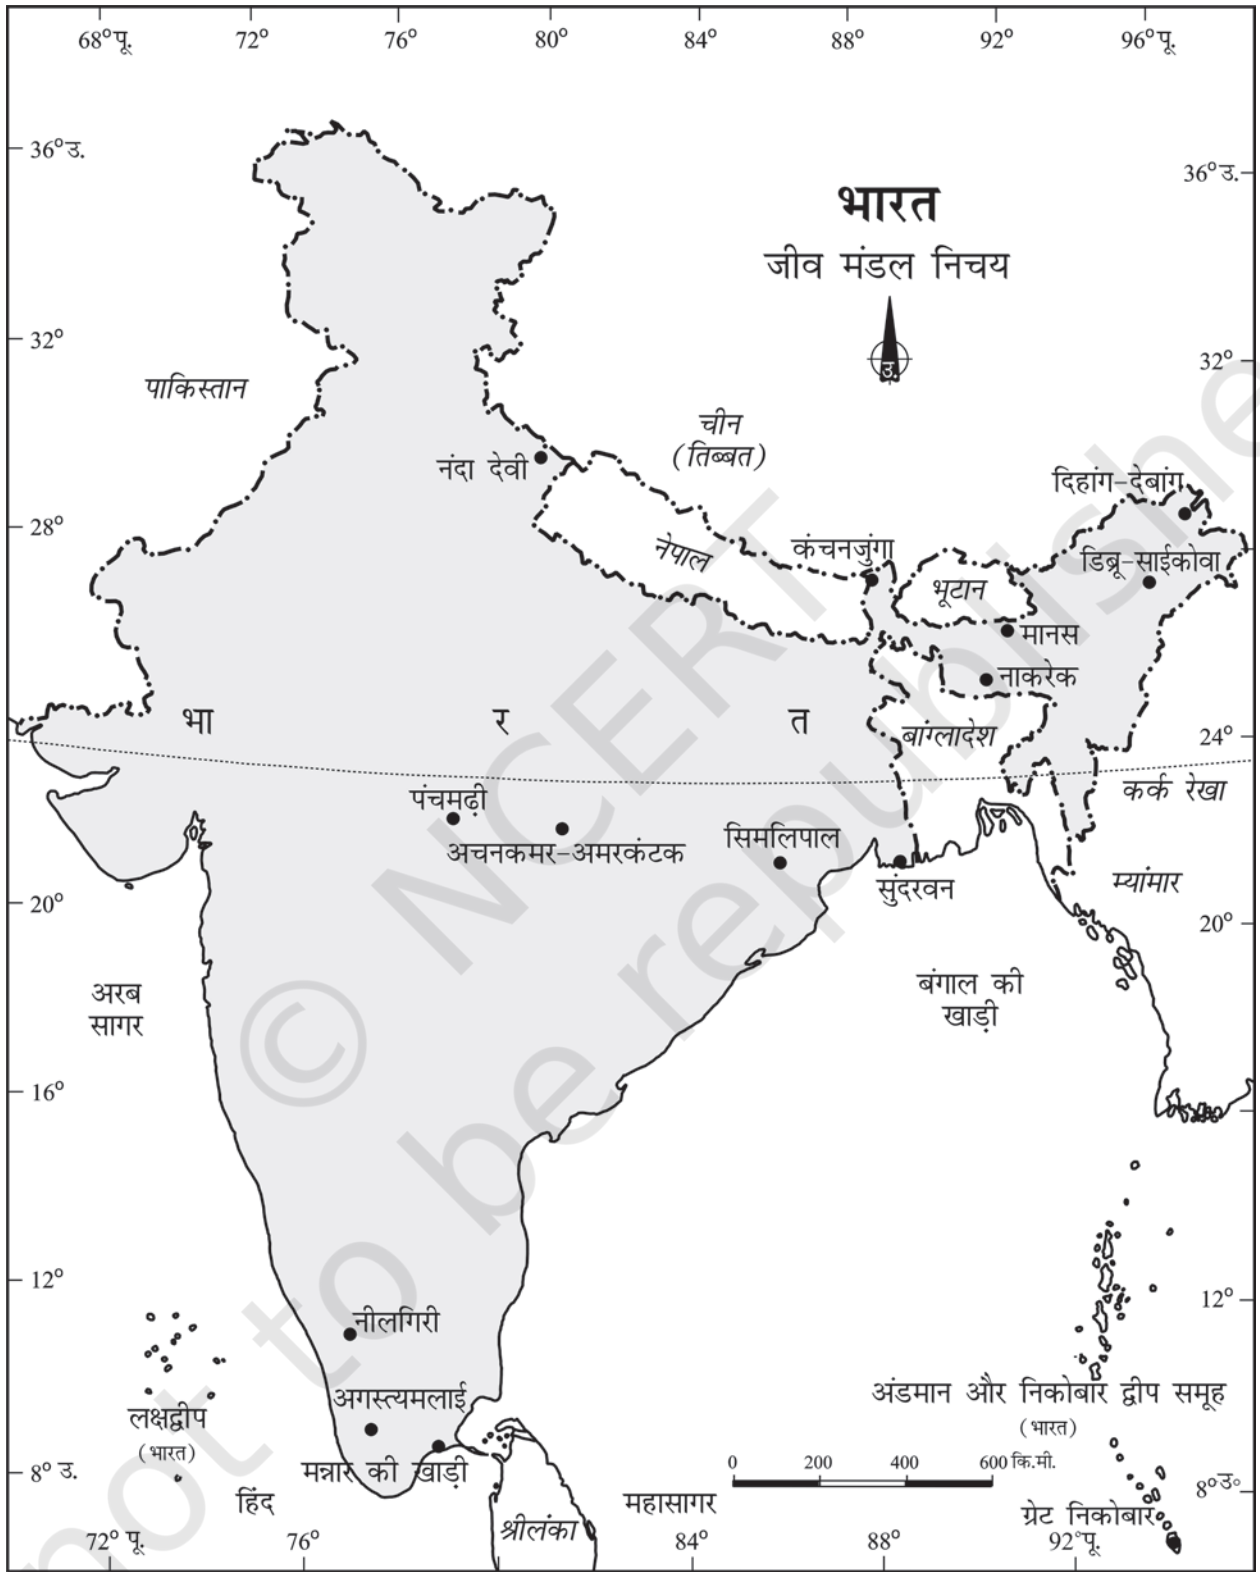 68° पू.
72°
76°
80°
84°
88°
92°
96° पू.
36° उ.
36° उ.
भारत
जीव मंडल निचय
उ.
32°
32°
पाकिस्तान
चीन
(तिब्बत)
नंदा देवी
दिहांग-देबांग
28°
नेपाल
कंचनजुंगा
डिब्रू-साईकोवा
भूटान
मानस
नाकरेक
भा र त
बांग्लादेश
24°
कर्क रेखा
पंचमढ़ी
अचनकमर-अमरकंटक
सिमलिपाल
सुंदरवन
म्यांमार
20°
20°
अरब
सागर
बंगाल की
खाड़ी
16°
12°
12°
नीलगिरी
अगस्त्यमलाई
मन्नार की खाड़ी
लक्षद्वीप
(भारत)
अंडमान और निकोबार द्वीप समूह
(भारत)
0 200 400 600 कि.मी.
8° उ.
8° उ॰
हिंद
महासागर
श्रीलंका
ग्रेट निकोबार
72° पू.
76°
84°
88°
92° पू.
© NCERT
not to be republishe